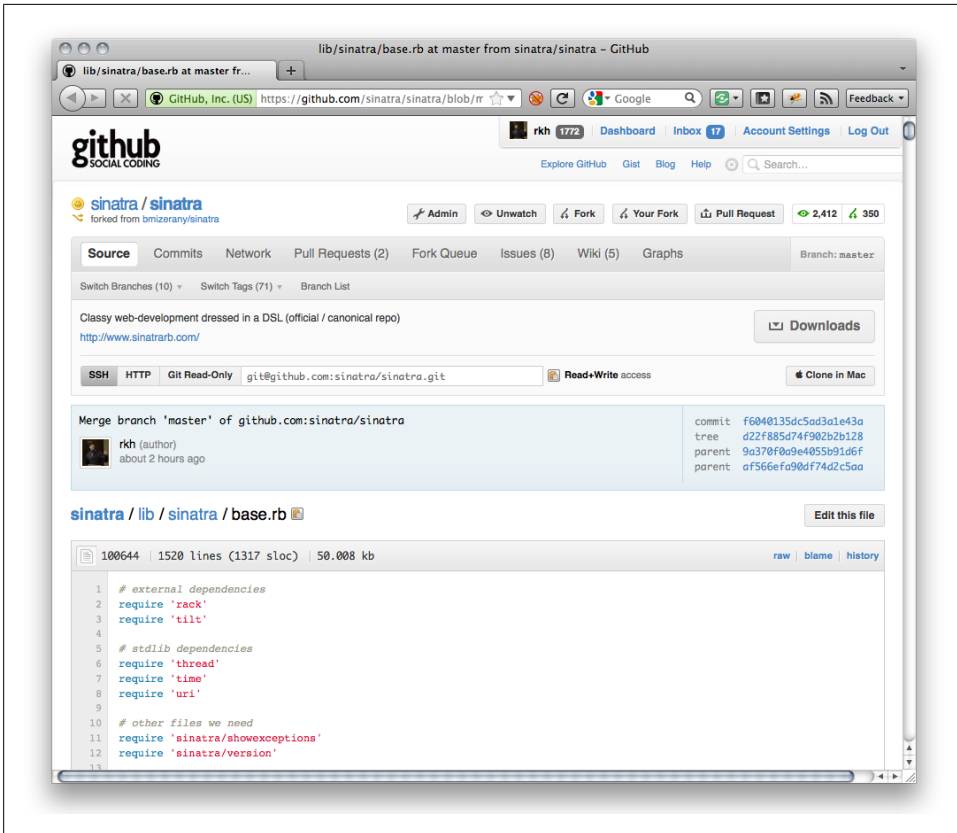 lib/sinatra/base.rb at master from sinatra/sinatra – GitHub
lib/sinatra/base.rb at master fr...
GitHub, Inc. (US) https://github.com/sinatra/sinatra/blob/m Google Feedback
github
SOCIAL CODING
rkh 1772 Dashboard Inbox 17 Account Settings Log Out
Explore GitHub Gist Blog Help Search...
sinatra / sinatra
forked from bmizerany/sinatra
Admin Unwatch Fork Your Fork Pull Request 2,412 350
Source Commits Network Pull Requests (2) Fork Queue Issues (8) Wiki (5) Graphs Branch: master
Switch Branches (10) Switch Tags (71) Branch List
Classy web-development dressed in a DSL (official / canonical repo)
http://www.sinatrarb.com/
Downloads
SSH HTTP Git Read-Only git@github.com:sinatra/sinatra.git Read+Write access Clone in Mac
Merge branch 'master' of github.com:sinatra/sinatra
rkh (author)
about 2 hours ago
commit f6040135dc5ad3a1e43a
tree d22f885d74f902b2b128
parent 9a370f0a9e4055b91d6f
parent af566efa90df74d2c5aa
sinatra / lib / sinatra / base.rb Edit this file
100644 1520 lines (1317 sloc) 50.008 kb raw blame history
1 # external dependencies
2 require 'rack'
3 require 'tilt'
4
5 # stdlib dependencies
6 require 'thread'
7 require 'time'
8 require 'uri'
9
10 # other files we need
11 require 'sinatra/showexceptions'
12 require 'sinatra/version'
13